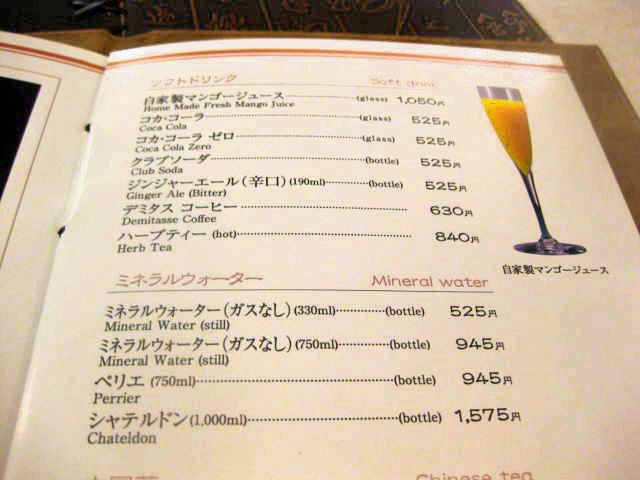 ソフトドリンク Soft drink
自家製マンゴージュース (glass) 1,050円
Home Made Fresh Mango Juice
コカ・コーラ (glass) 525円
Coca Cola
コカ・コーラ ゼロ (glass) 525円
Coca Cola Zero
クラブソーダ (bottle) 525円
Club Soda
ジンジャーエール(辛口)(190ml) (bottle) 525円
Ginger Ale (Bitter)
デミタス コーヒー 630円
Demitasse Coffee
ハーブティー (hot) 840円
Herb Tea
自家製マンゴージュース
ミネラルウォーター Mineral water
ミネラルウォーター(ガスなし)(330ml) (bottle) 525円
Mineral Water (still)
ミネラルウォーター(ガスなし)(750ml) (bottle) 945円
Mineral Water (still)
ペリエ (750ml) (bottle) 945円
Perrier
シャテルドン(1,000ml) (bottle) 1,575円
Chateldon
Chinese tea